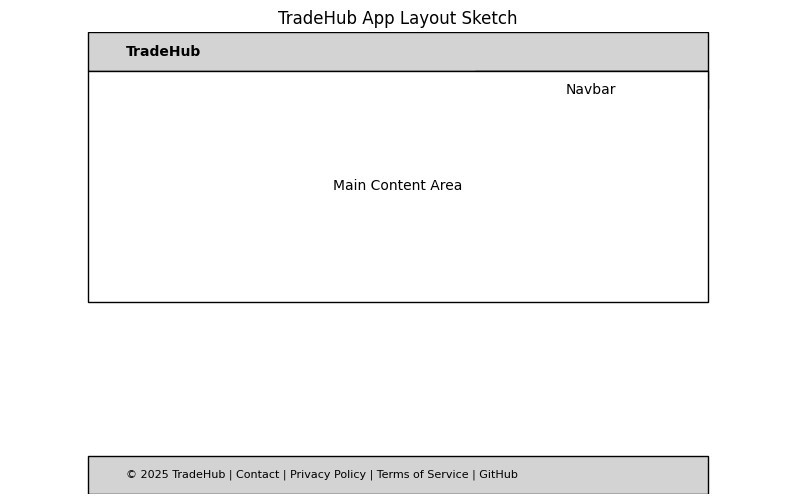 TradeHub App Layout Sketch
TradeHub
Navbar
Main Content Area
© 2025 TradeHub | Contact | Privacy Policy | Terms of Service | GitHub